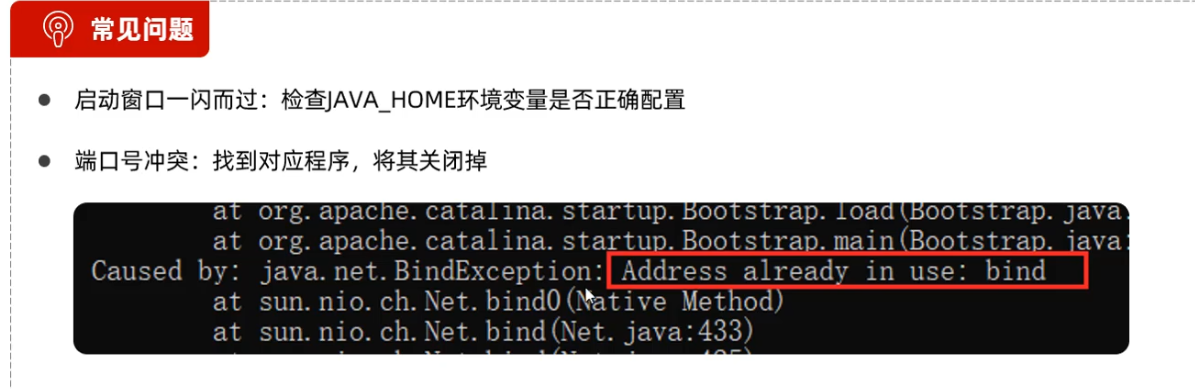 常见问题
启动窗口一闪而过：检查JAVA_HOME环境变量是否正确配置
端口号冲突：找到对应程序，将其关闭掉
at org.apache.catalina.startup.Bootstrap.load(Bootstrap.java:
at org.apache.catalina.startup.Bootstrap.main(Bootstrap.java:
Caused by: java.net.BindException: Address already in use: bind
at sun.nio.ch.Net.bind0(Native Method)
at sun.nio.ch.Net.bind(Net.java:433)